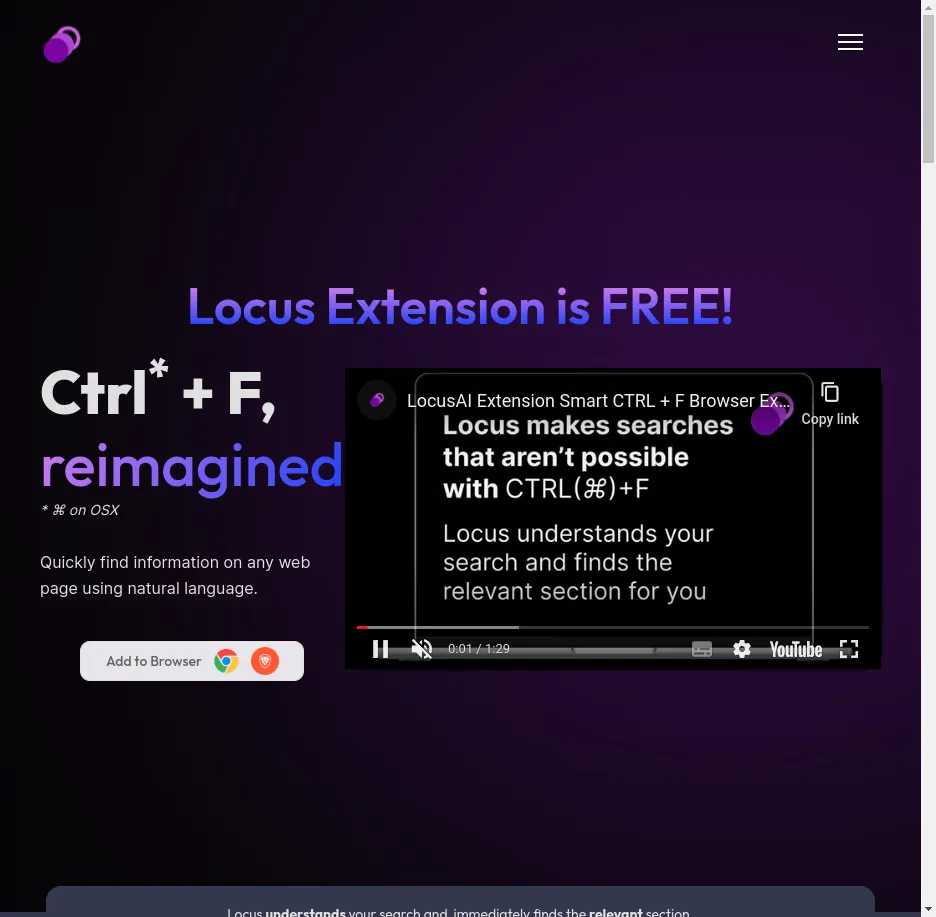 Locus Extension is FREE!
Ctrl* + F,
reimagined
* ⌘ on OSX
Quickly find information on any web
page using natural language.
Add to Browser
LocusAI Extension Smart CTRL + F Browser Ex...
Copy link
Locus makes searches
that aren’t possible
with CTRL(⌘)+F
Locus understands your
search and finds the
relevant section for you
0:01 / 1:29
YouTube
Locus understands your search and immediately finds the relevant section